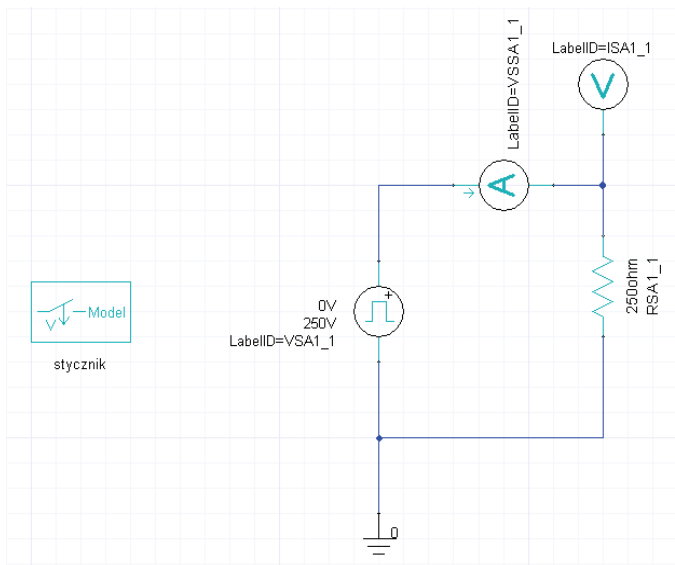 LabelID=VSSA1_1
LabelID=ISA1_1
V
A
250ohm
RSA1_1
0V
250V
LabelID=VSA1_1
+
V
Model
stycznik
0